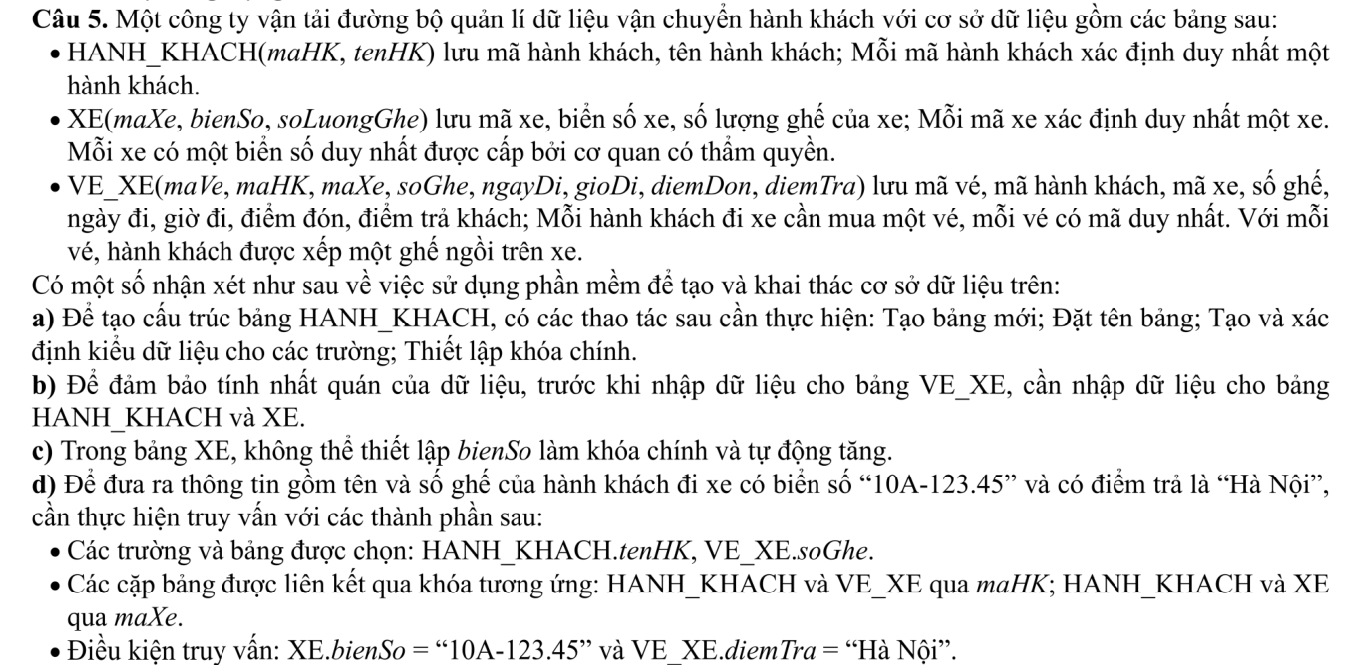 Câu 5. Một công ty vận tải đường bộ quản lí dữ liệu vận chuyển hành khách với cơ sở dữ liệu gồm các bảng sau:
• HANH_KHACH(maHK, tenHK) lưu mã hành khách, tên hành khách; Mỗi mã hành khách xác định duy nhất một
hành khách.
• XE(maXe, bienSo, soLuongGhe) lưu mã xe, biển số xe, số lượng ghế của xe; Mỗi mã xe xác định duy nhất một xe.
Mỗi xe có một biển số duy nhất được cấp bởi cơ quan có thẩm quyền.
• VE_XE(maVe, maHK, maXe, soGhe, ngayDi, gioDi, diemDon, diemTra) lưu mã vé, mã hành khách, mã xe, số ghế,
ngày đi, giờ đi, điểm đón, điểm trả khách; Mỗi hành khách đi xe cần mua một vé, mỗi vé có mã duy nhất. Với mỗi
vé, hành khách được xếp một ghế ngồi trên xe.
Có một số nhận xét như sau về việc sử dụng phần mềm để tạo và khai thác cơ sở dữ liệu trên:
a) Để tạo cấu trúc bảng HANH_KHACH, có các thao tác sau cần thực hiện: Tạo bảng mới; Đặt tên bảng; Tạo và xác
định kiểu dữ liệu cho các trường; Thiết lập khóa chính.
b) Để đảm bảo tính nhất quán của dữ liệu, trước khi nhập dữ liệu cho bảng VE_XE, cần nhập dữ liệu cho bảng
HANH_KHACH và XE.
c) Trong bảng XE, không thể thiết lập bienSo làm khóa chính và tự động tăng.
d) Để đưa ra thông tin gồm tên và số ghế của hành khách đi xe có biển số “10A-123.45” và có điểm trả là “Hà Nội”,
cần thực hiện truy vấn với các thành phần sau:
• Các trường và bảng được chọn: HANH_KHACH.tenHK, VE_XE.soGhe.
• Các cặp bảng được liên kết qua khóa tương ứng: HANH_KHACH và VE_XE qua maHK; HANH_KHACH và XE
qua maXe.
• Điều kiện truy vấn: XE.bienSo = “10A-123.45” và VE_XE.diemTra = “Hà Nội”.